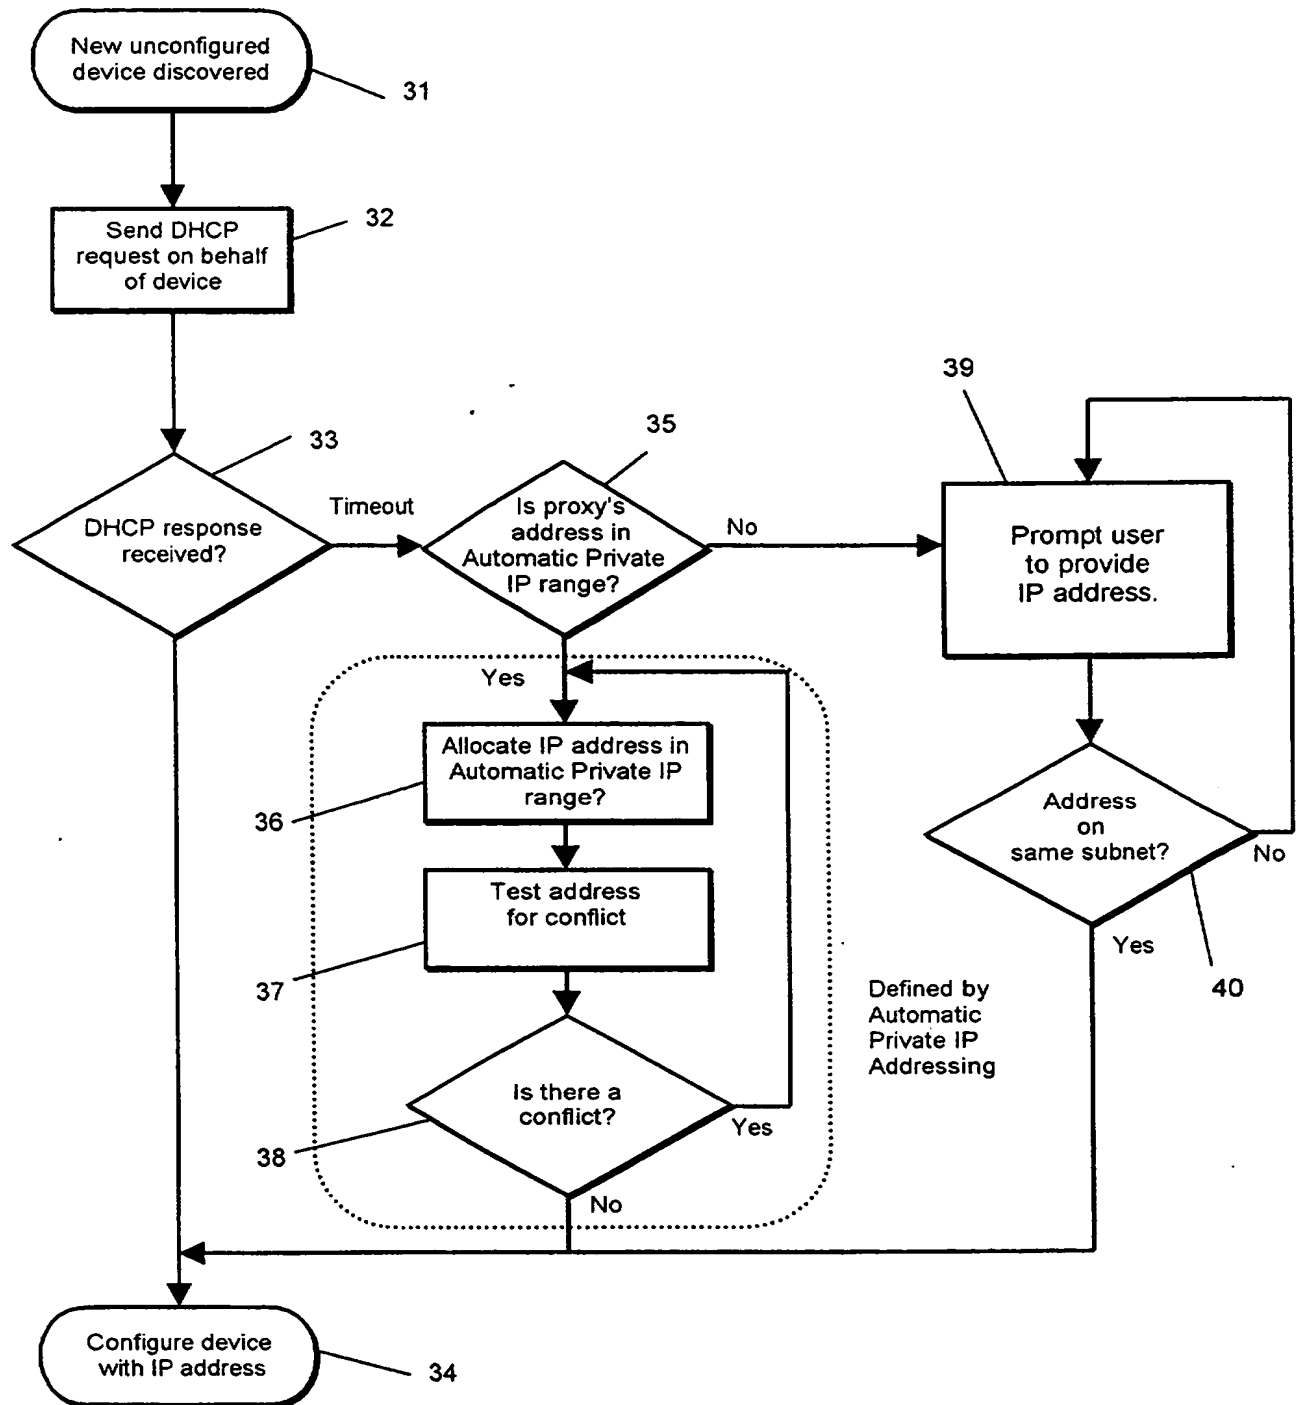 New unconfigured
device discovered
31
Send DHCP
request on behalf
of device
32
33
DHCP response
received?
Timeout
35
Is proxy's
address in
Automatic Private
IP range?
No
39
Prompt user
to provide
IP address.
Yes
Allocate IP address in
Automatic Private IP
range?
36
Test address
for conflict
37
Is there a
conflict?
38
Yes
No
Address
on
same subnet?
No
Yes
40
Defined by
Automatic
Private IP
Addressing
Configure device
with IP address
34